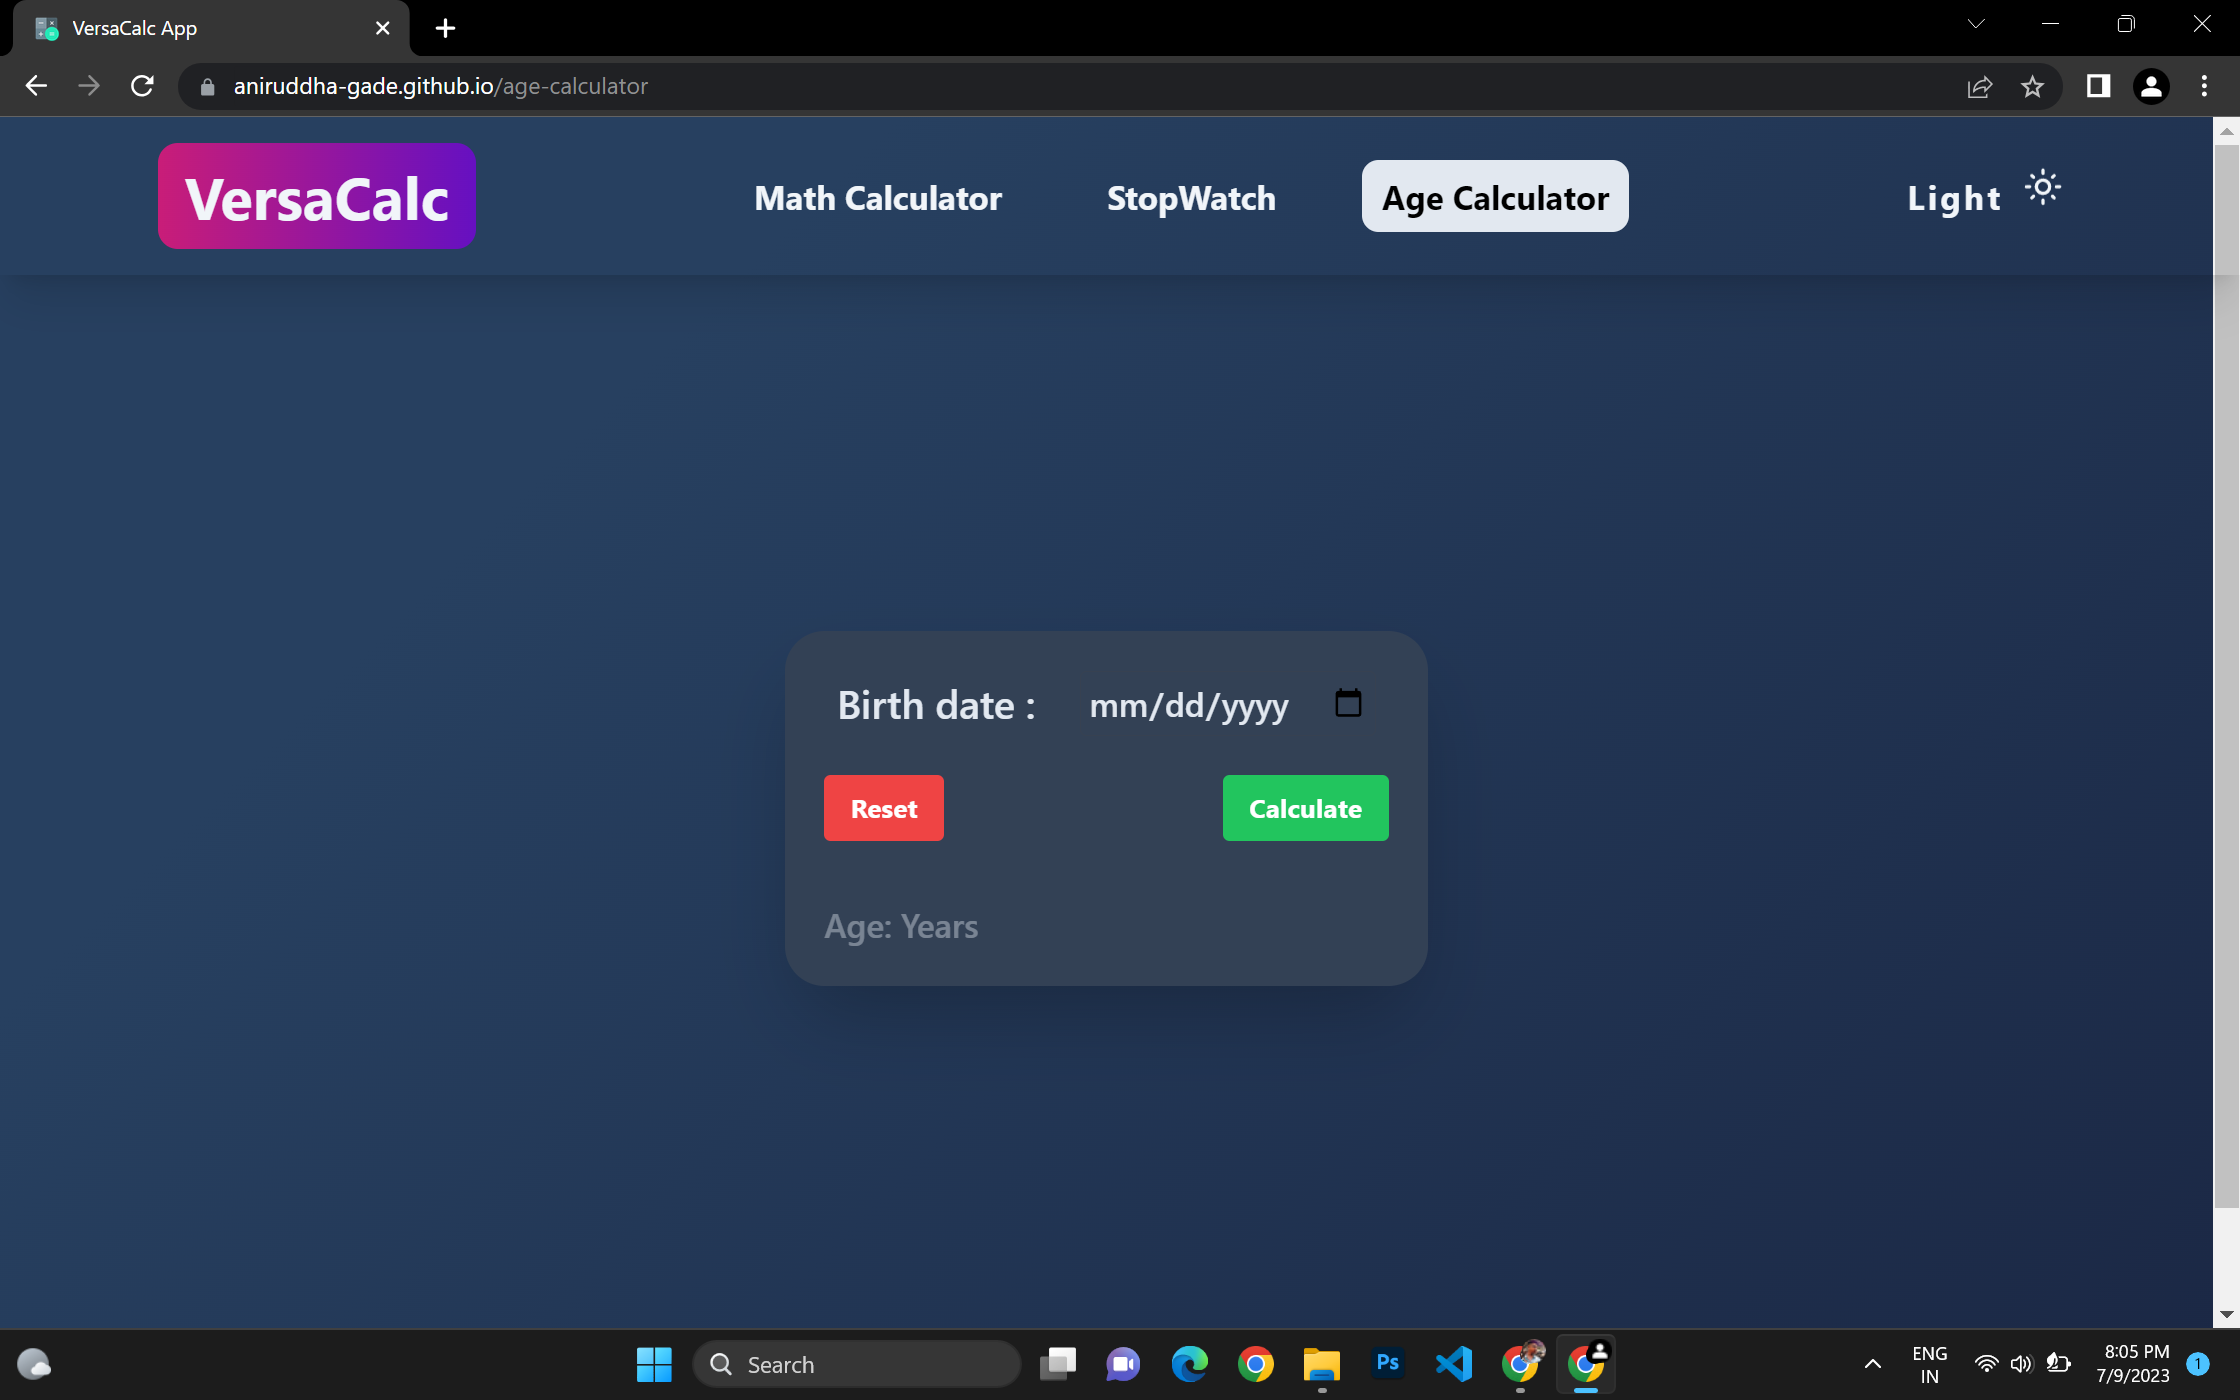 VersaCalc App
aniruddha-gade.github.io/age-calculator
VersaCalc
Math Calculator
StopWatch
Age Calculator
Light
Birth date :
mm/dd/yyyy
Reset
Calculate
Age: Years
Search
Ps
ENG
IN
8:05 PM
7/9/2023
1